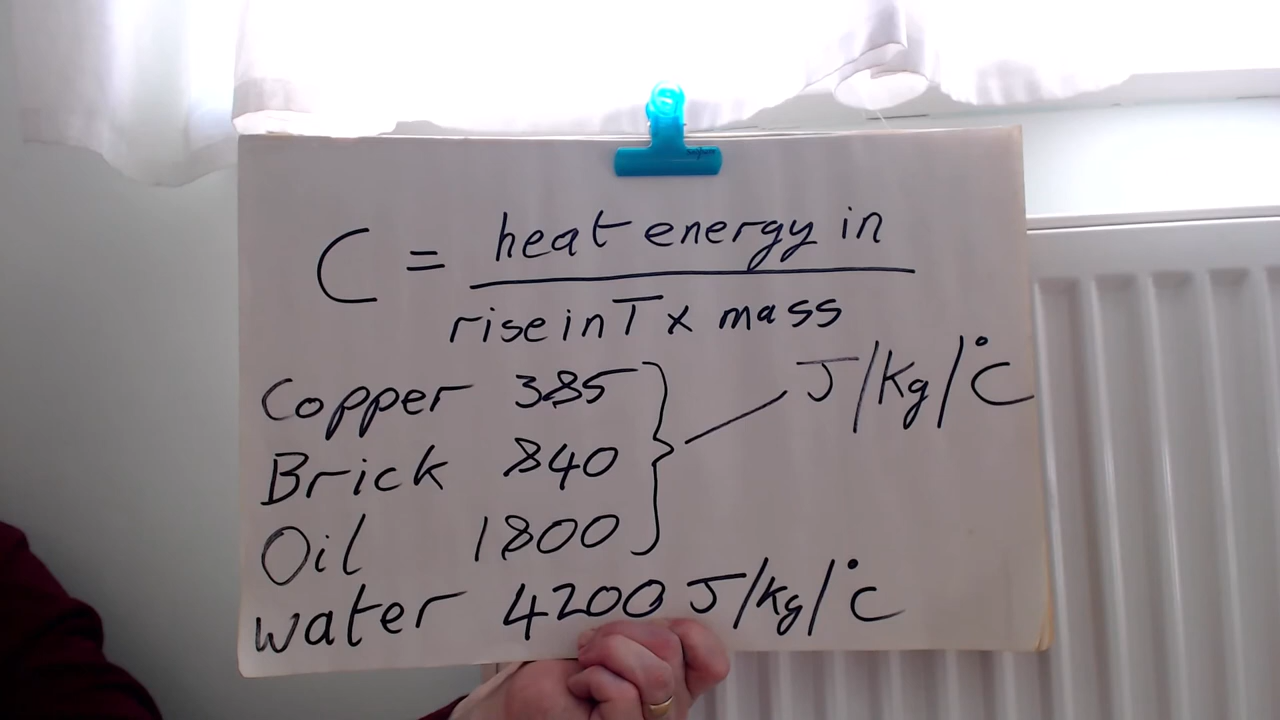 C = heat energy in
rise in T x mass
Copper 385
J/kg/°C
Brick 840
Oil 1800
water 4200 J/kg/°C